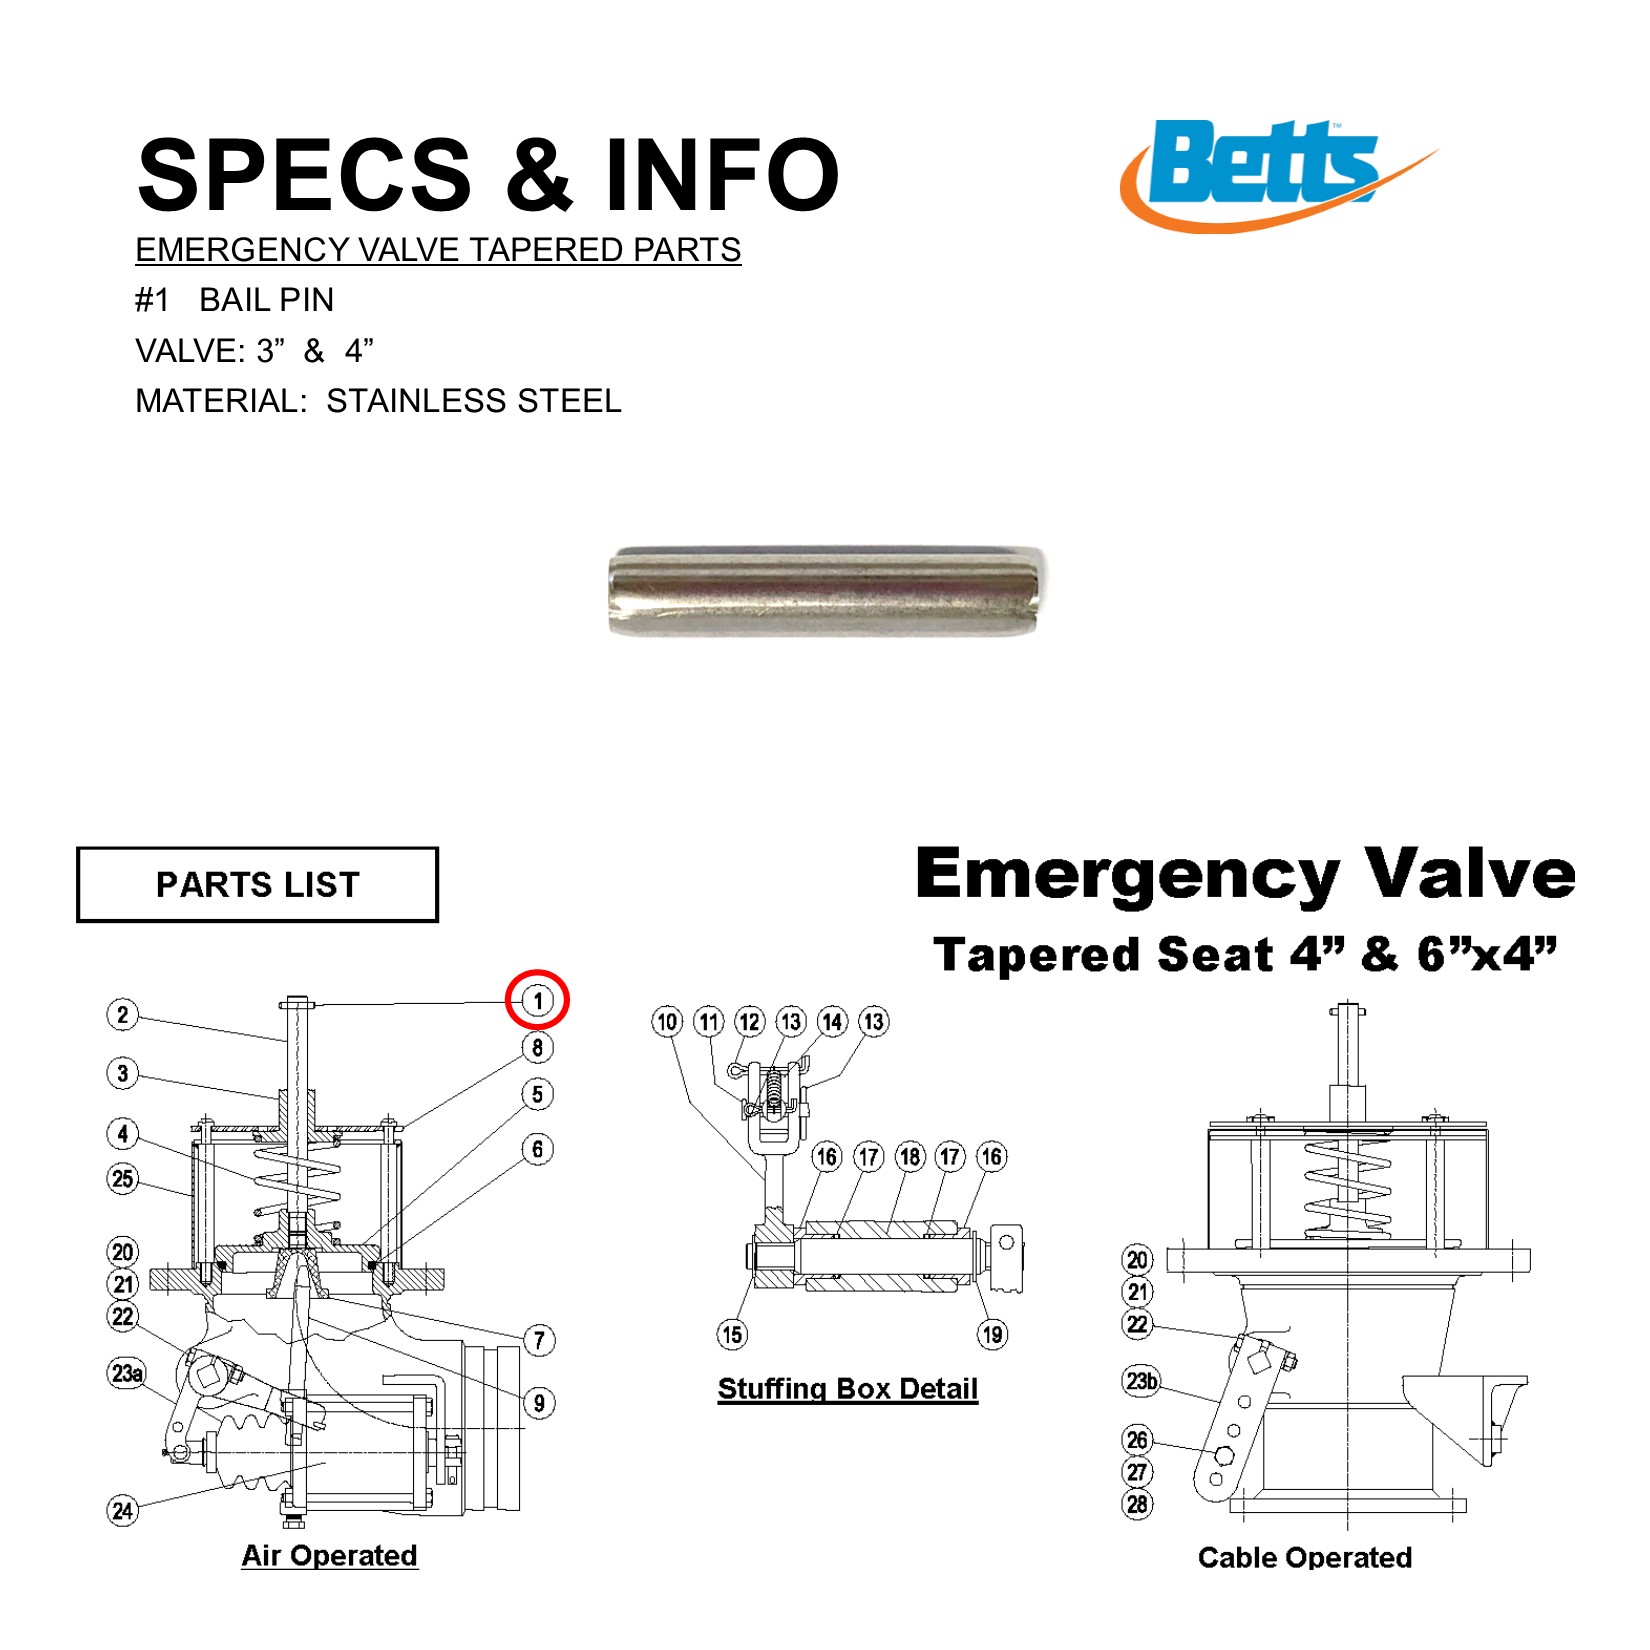 SPECS & INFO
Betts™
EMERGENCY VALVE TAPERED PARTS
#1 BAIL PIN
VALVE: 3” & 4”
MATERIAL: STAINLESS STEEL
PARTS LIST
Emergency Valve
Tapered Seat 4” & 6”x4”
1
2
8
3
5
4
6
25
20
21
22
7
23a
9
24
Air Operated
10 11 12 13 14 13
16 17 18 17 16
15 19
Stuffing Box Detail
20
21
22
23b
26
27
28
Cable Operated